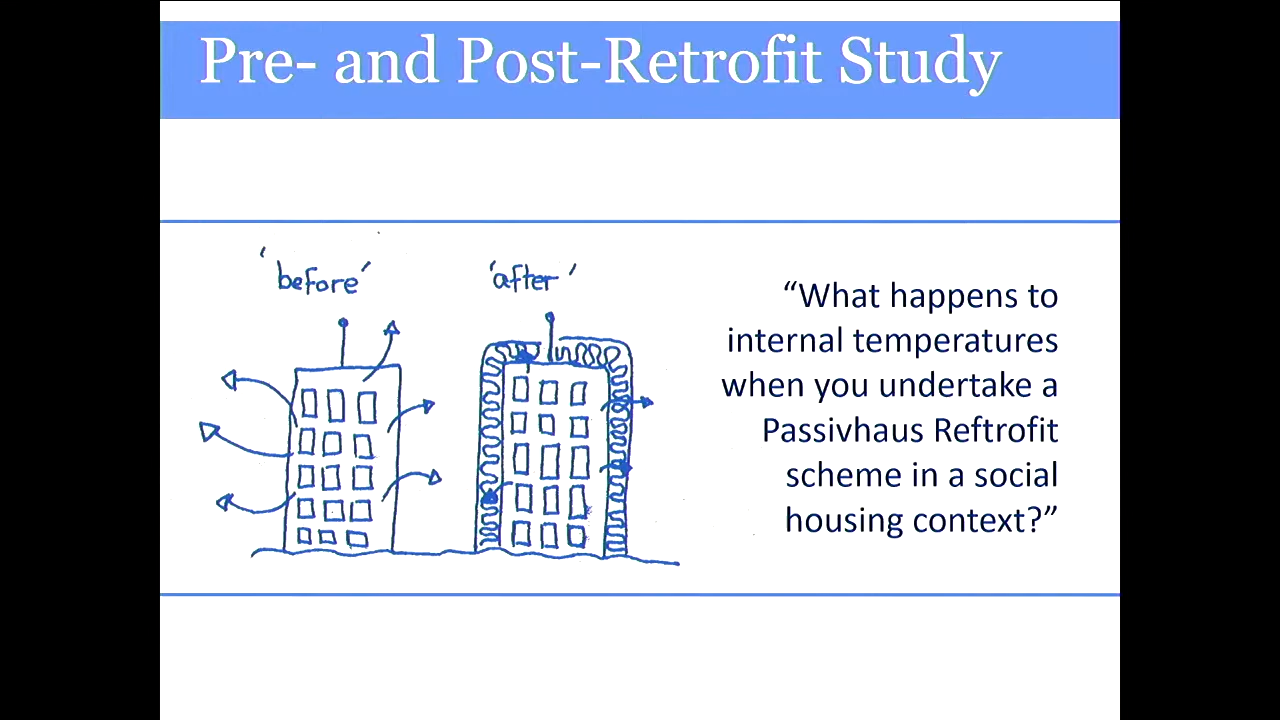 Pre- and Post-Retrofit Study
'before'
'after'
“What happens to
internal temperatures
when you undertake a
Passivhaus Reftrofit
scheme in a social
housing context?”